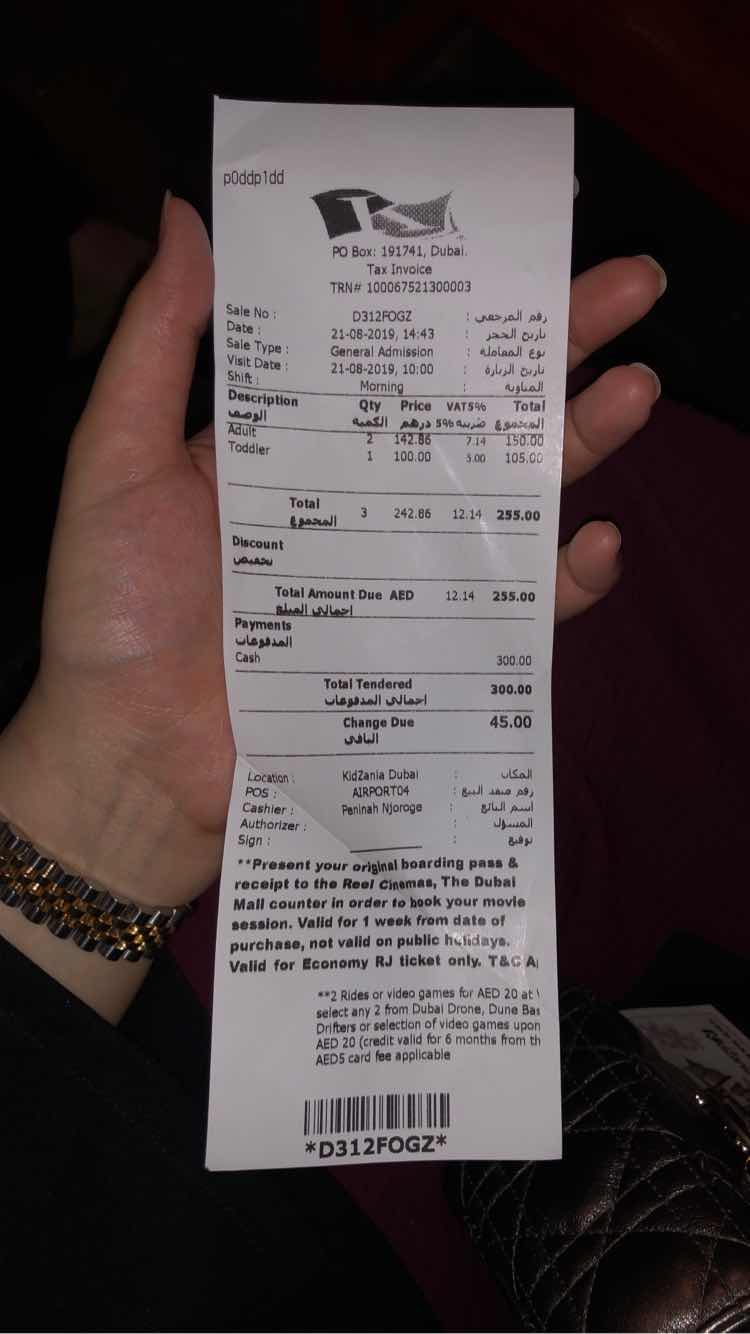 p0ddp1dd
PO Box: 191741, Dubai.
Tax Invoice
TRN# 100067521300003
Sale No : D312FOGZ : رقم المرجعي
Date : 21-08-2019, 14:43 : تاريخ الحجز
Sale Type : General Admission : نوع المعاملة
Visit Date : 21-08-2019, 10:00 : تاريخ الزيارة
Shift : Morning : المناوبة
Description Qty Price VAT5% Total
الوصف الكمية درهم ضريبة 5% المجموع
Adult 2 142.86 7.14 150.00
Toddler 1 100.00 5.00 105.00
Total 3 242.86 12.14 255.00
المجموع
Discount
تخفيض
Total Amount Due AED 12.14 255.00
اجمالي المبلغ
Payments
المدفوعات
Cash 300.00
Total Tendered 300.00
اجمالي المدفوعات
Change Due 45.00
الباقي
Location : KidZania Dubai : المكان
POS : AIRPORT04 : رقم منفذ البيع
Cashier : Peninah Njoroge : اسم البائع
Authorizer : : المسؤل
Sign : : توقيع
**Present your original boarding pass &
receipt to the Reel Cinemas, The Dubai
Mall counter in order to book your movie
session. Valid for 1 week from date of
purchase, not valid on public holidays.
Valid for Economy RJ ticket only. T&C A
**2 Rides or video games for AED 20 at
select any 2 from Dubai Drone, Dune Bas
Drifters or selection of video games upon
AED 20 (credit valid for 6 months from th
AED5 card fee applicable
*D312FOGZ*